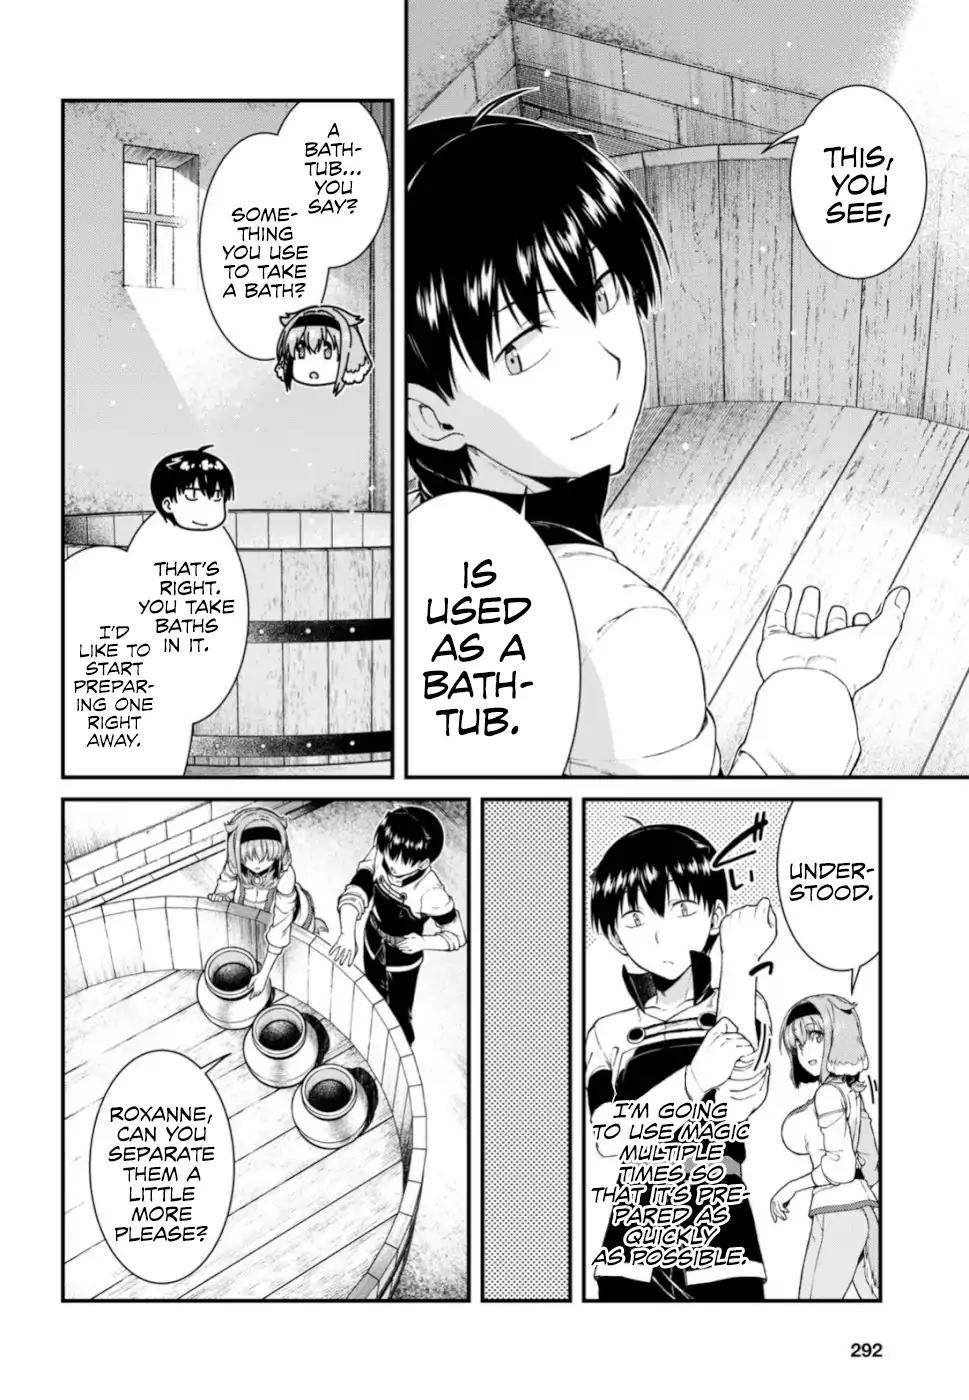 THIS,
YOU
SEE,
IS
USED
AS A
BATH-
TUB.
A
BATH-
TUB...
YOU
SAY?
SOME-
THING
YOU USE
TO TAKE
A BATH?
THAT'S
RIGHT.
YOU TAKE
BATHS
IN IT.
I'D
LIKE TO
START
PREPAR-
ING ONE
RIGHT
AWAY.
UNDER-
STOOD.
I'M GOING
TO USE MAGIC
MULTIPLE
TIMES SO
THAT IT'S PRE-
PARED AS
QUICKLY
AS POSSIBLE.
ROXANNE,
CAN YOU
SEPARATE
THEM A
LITTLE
MORE
PLEASE?
292